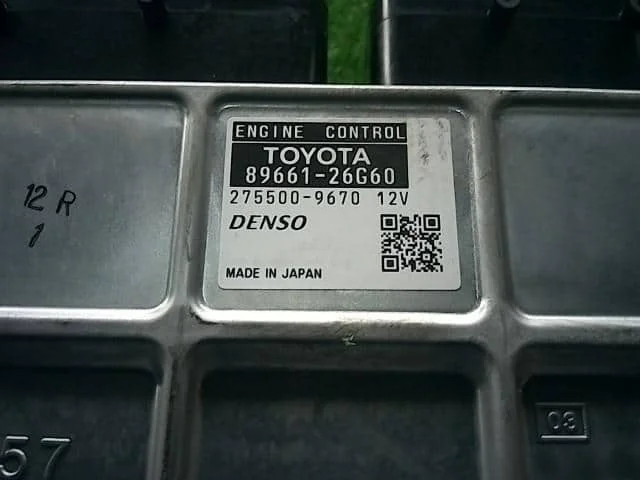 ENGINE CONTROL
TOYOTA
89661-26G60
275500-9670 12V
DENSO
MADE IN JAPAN
12 R
1
57
03